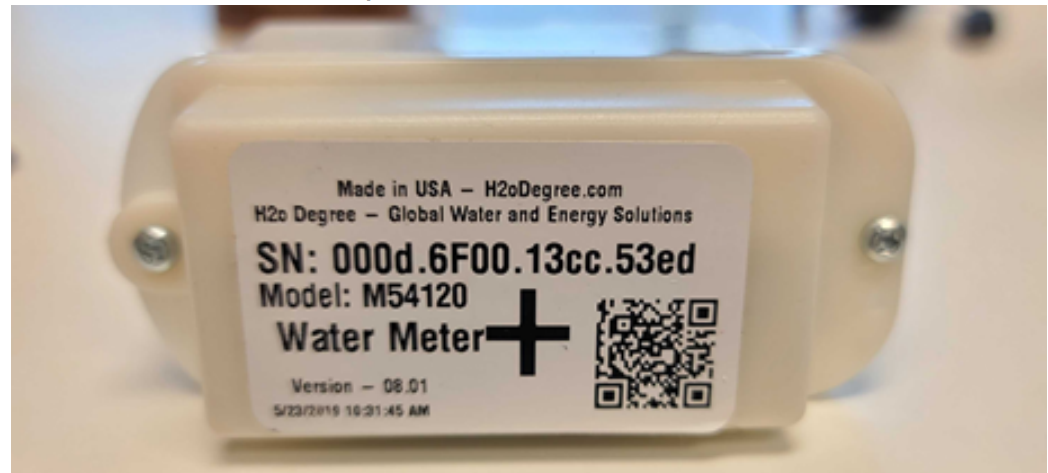 Made in USA – H2oDegree.com
H2o Degree – Global Water and Energy Solutions
SN: 000d.6F00.13cc.53ed
Model: M54120
Water Meter+
Version – 08.01
5/23/2019 10:31:45 AM